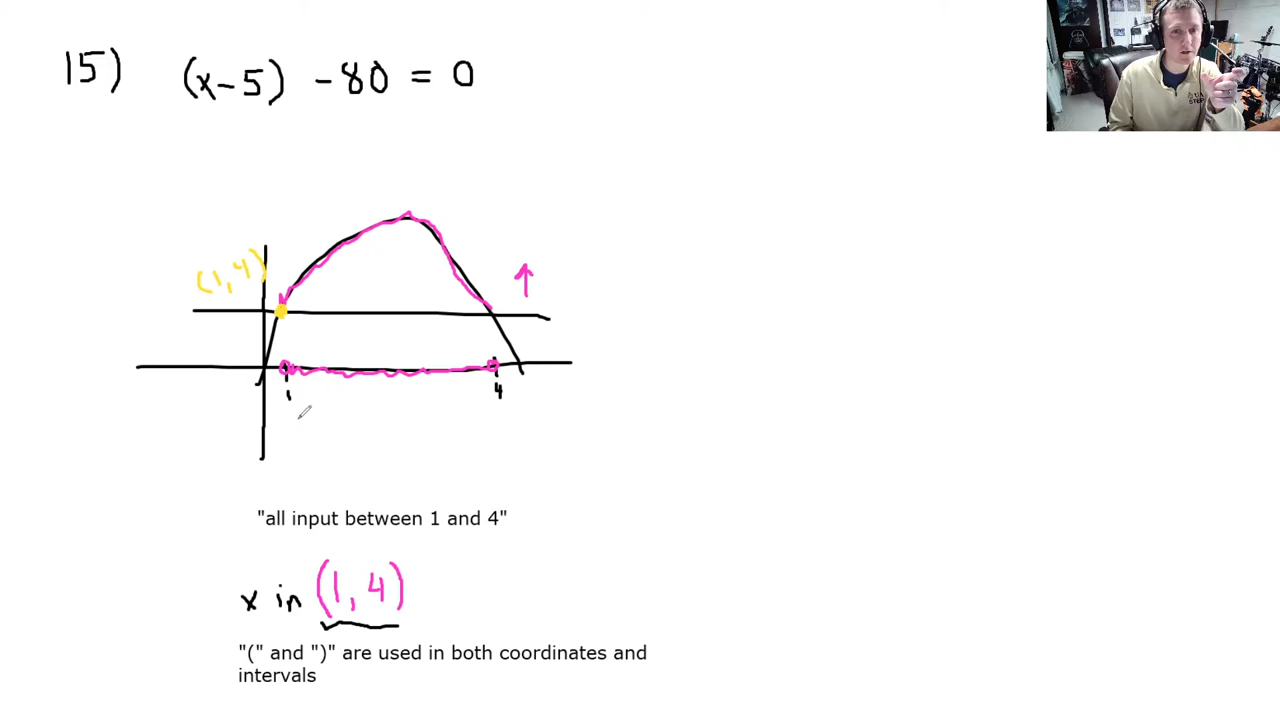 15) (x-5) -80 = 0
(1, 4)
1
4
"all input between 1 and 4"
x in (1, 4)
"(" and ")" are used in both coordinates and
intervals